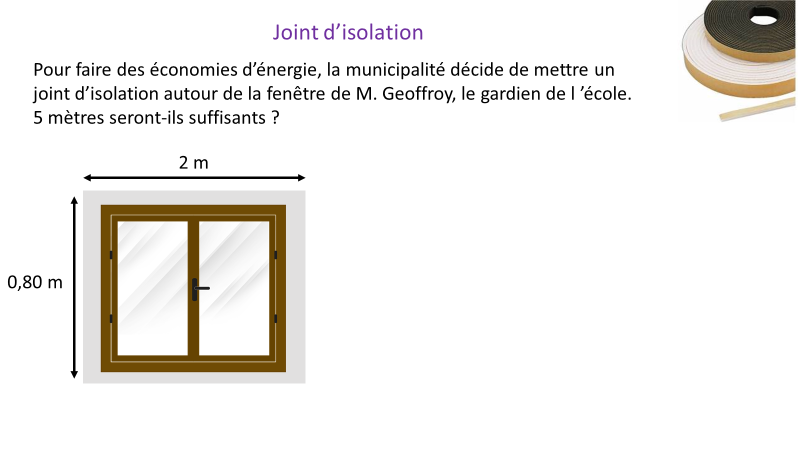 Joint d’isolation
Pour faire des économies d’énergie, la municipalité décide de mettre un
joint d’isolation autour de la fenêtre de M. Geoffroy, le gardien de l ’école.
5 mètres seront-ils suffisants ?
2 m
0,80 m